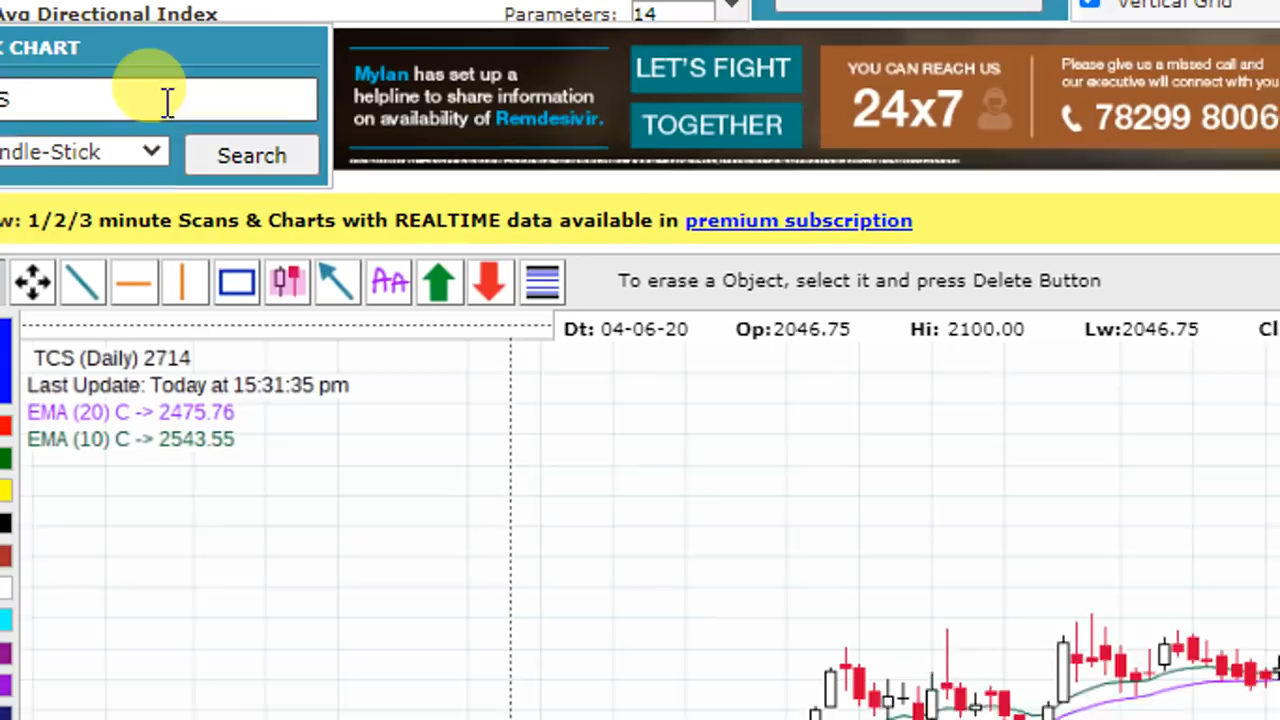 Avg Directional Index
Parameters: 14
Vertical Grid
CHART
S
ndle-Stick
Search
Mylan has set up a
helpline to share information
on availability of Remdesivir.
LET'S FIGHT
TOGETHER
YOU CAN REACH US
24x7
Please give us a missed call and
our executive will connect with you
78299 8006
w: 1/2/3 minute Scans & Charts with REALTIME data available in premium subscription
AA
To erase a Object, select it and press Delete Button
Dt: 04-06-20 Op:2046.75 Hi: 2100.00 Lw:2046.75 Cl
TCS (Daily) 2714
Last Update: Today at 15:31:35 pm
EMA (20) C -> 2475.76
EMA (10) C -> 2543.55